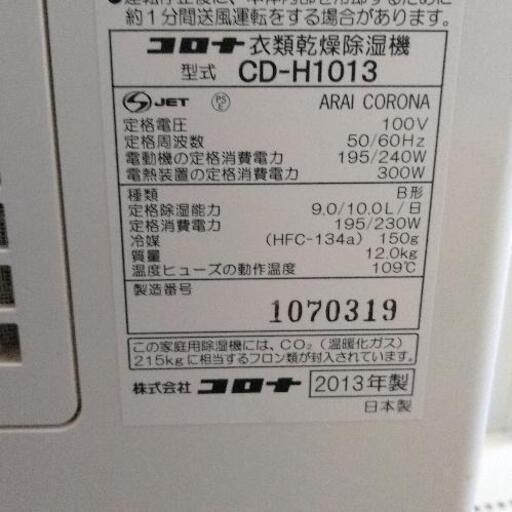 約1分間送風運転をする場合があります。
コロナ 衣類乾燥除湿機
型式 CD-H1013
JET PS E ARAI CORONA
定格電圧 100V
定格周波数 50/60Hz
電動機の定格消費電力 195/240W
電熱装置の定格消費電力 300W
種類 B形
定格除湿能力 9.0/10.0L/日
定格消費電力 195/230W
冷媒 (HFC-134a) 150g
質量 12.0kg
温度ヒューズの動作温度 109℃
製造番号
1070319
この家庭用除湿機には、CO₂(温暖化ガス)
215kgに相当するフロン類が封入されています。
株式会社 コロナ 2013年製
日本製